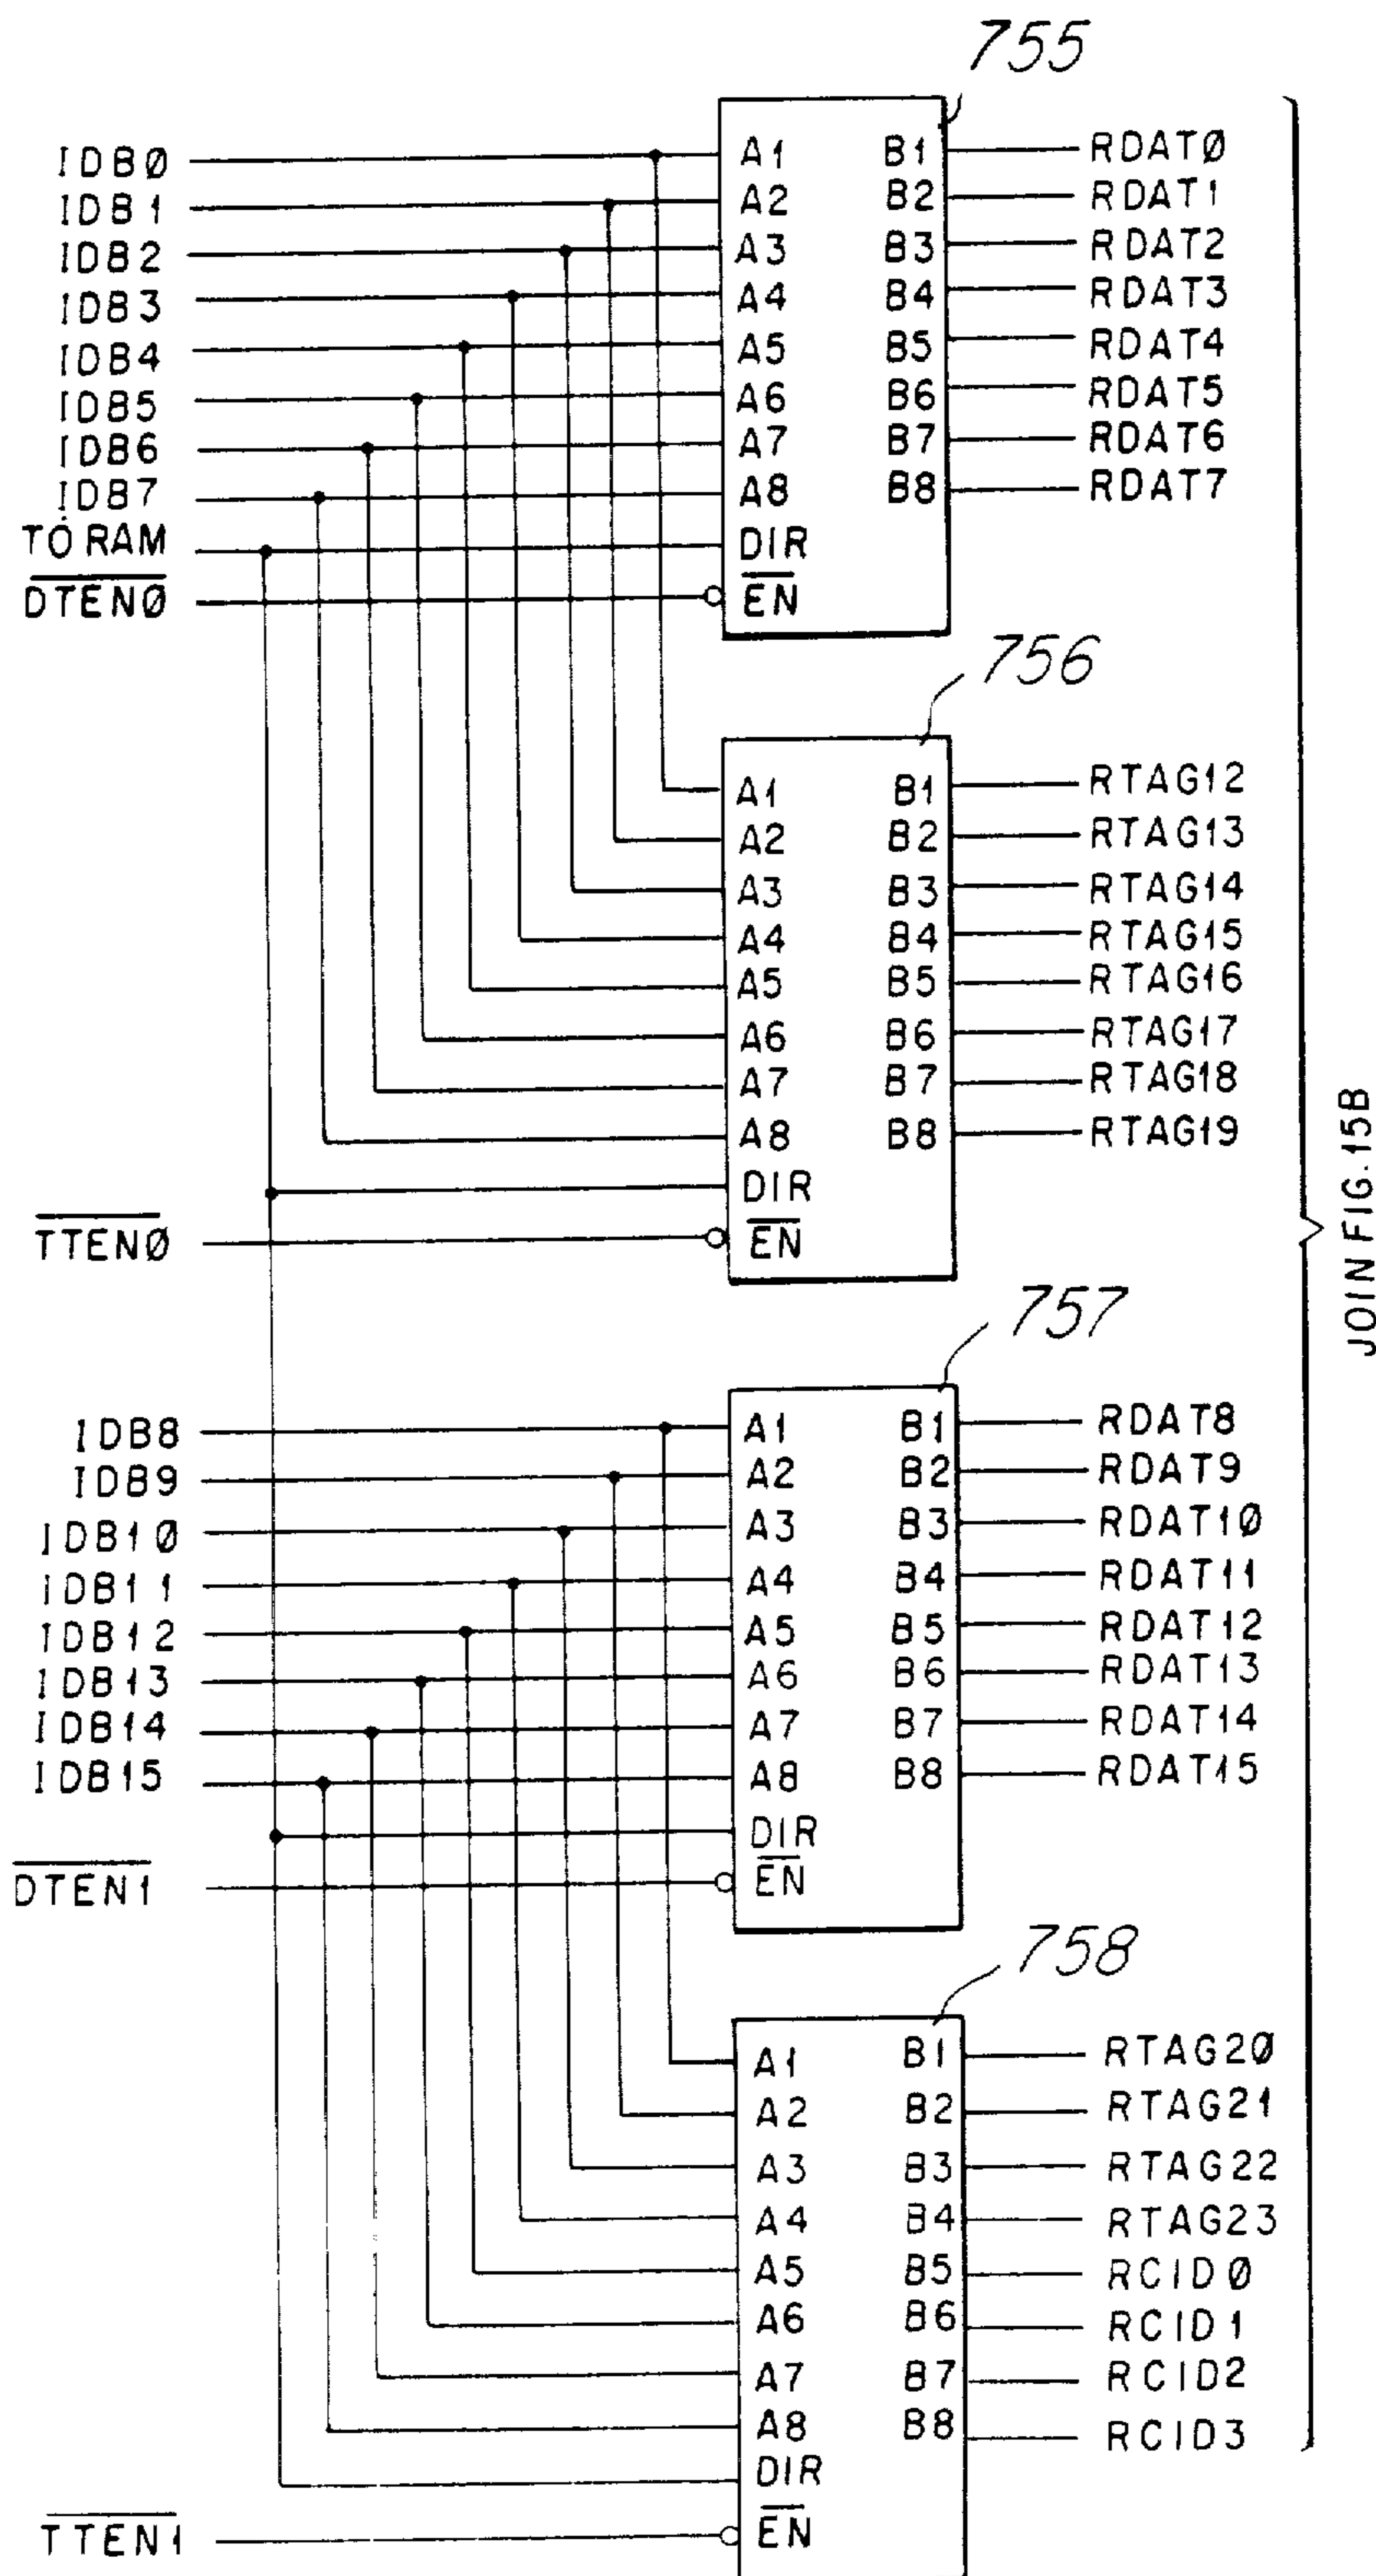 755
IDB0 A1 B1 RDAT0
IDB1 A2 B2 RDAT1
IDB2 A3 B3 RDAT2
IDB3 A4 B4 RDAT3
IDB4 A5 B5 RDAT4
IDB5 A6 B6 RDAT5
IDB6 A7 B7 RDAT6
IDB7 A8 B8 RDAT7
TO RAM DIR
DTEN0 EN
756
A1 B1 RTAG12
A2 B2 RTAG13
A3 B3 RTAG14
A4 B4 RTAG15
A5 B5 RTAG16
A6 B6 RTAG17
A7 B7 RTAG18
A8 B8 RTAG19
DIR
TTEN0 EN
757
IDB8 A1 B1 RDAT8
IDB9 A2 B2 RDAT9
IDB10 A3 B3 RDAT10
IDB11 A4 B4 RDAT11
IDB12 A5 B5 RDAT12
IDB13 A6 B6 RDAT13
IDB14 A7 B7 RDAT14
IDB15 A8 B8 RDAT15
DIR
DTEN1 EN
758
A1 B1 RTAG20
A2 B2 RTAG21
A3 B3 RTAG22
A4 B4 RTAG23
A5 B5 RCID0
A6 B6 RCID1
A7 B7 RCID2
A8 B8 RCID3
DIR
TTEN1 EN
JOIN FIG.15B